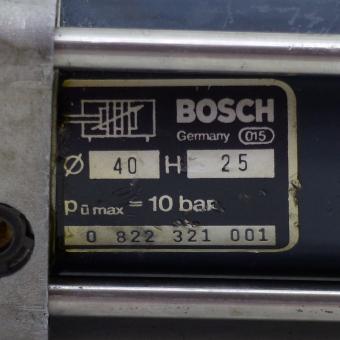 BOSCH
Germany 015
Ø 40 H 25
pü max = 10 bar
0 822 321 001